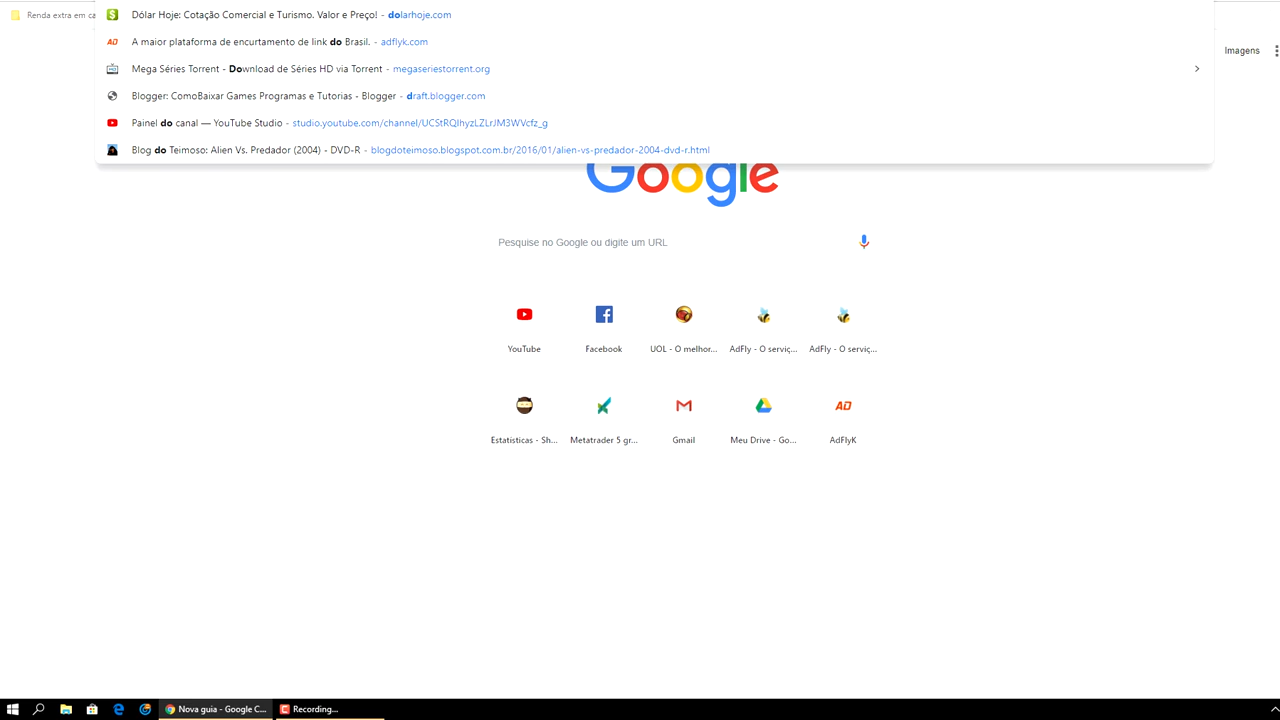 Renda extra em ca
Dólar Hoje: Cotação Comercial e Turismo. Valor e Preço! - dolarhoje.com
A maior plataforma de encurtamento de link do Brasil. - adflyk.com
Mega Séries Torrent - Download de Séries HD via Torrent - megaseriestorrent.org
Blogger: ComoBaixar Games Programas e Tutorias - Blogger - draft.blogger.com
Painel do canal — YouTube Studio - studio.youtube.com/channel/UCStRQIhyzLZLrJM3WVcfz_g
Blog do Teimoso: Alien Vs. Predador (2004) - DVD-R - blogdoteimoso.blogspot.com.br/2016/01/alien-vs-predador-2004-dvd-r.html
Imagens
Google
Pesquise no Google ou digite um URL
YouTube
Facebook
UOL - O melhor...
AdFly - O serviç...
AdFly - O serviç...
AD
Estatisticas - Sh...
Metatrader 5 gr...
Gmail
Meu Drive - Go...
AdFlyK
Nova guia - Google C...
Recording...